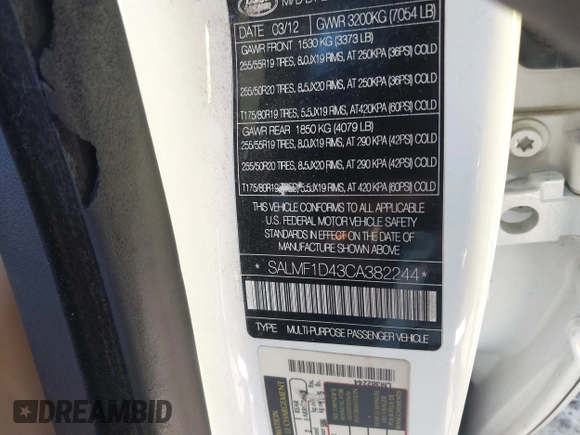 DATE 03/12 GVWR 3200KG (7054 LB)
GAWR FRONT 1530 KG (3373 LB)
255/55R19 TIRES, 8.0JX19 RIMS, AT 250KPA (36PSI) COLD
255/50R20 TIRES, 8.5JX20 RIMS, AT 250KPA (36PSI) COLD
T175/80R19 TIRES, 5.5JX19 RIMS, AT420KPA (60PSI) COLD
GAWR REAR 1850 KG (4079 LB)
255/55R19 TIRES, 8.0JX19 RIMS, AT 290 KPA (42PSI) COLD
255/50R20 TIRES, 8.5JX20 RIMS, AT 290 KPA (42PSI) COLD
T175/80R19 TIRES, 5.5JX19 RIMS, AT 420 KPA (60PSI) COLD
THIS VEHICLE CONFORMS TO ALL APPLICABLE
U.S. FEDERAL MOTOR VEHICLE SAFETY
STANDARDS IN EFFECT ON THE DATE OF
MANUFACTURE SHOWN ABOVE
*SALMF1D43CA382244*
TYPE MULTI-PURPOSE PASSENGER VEHICLE
DREAMBID